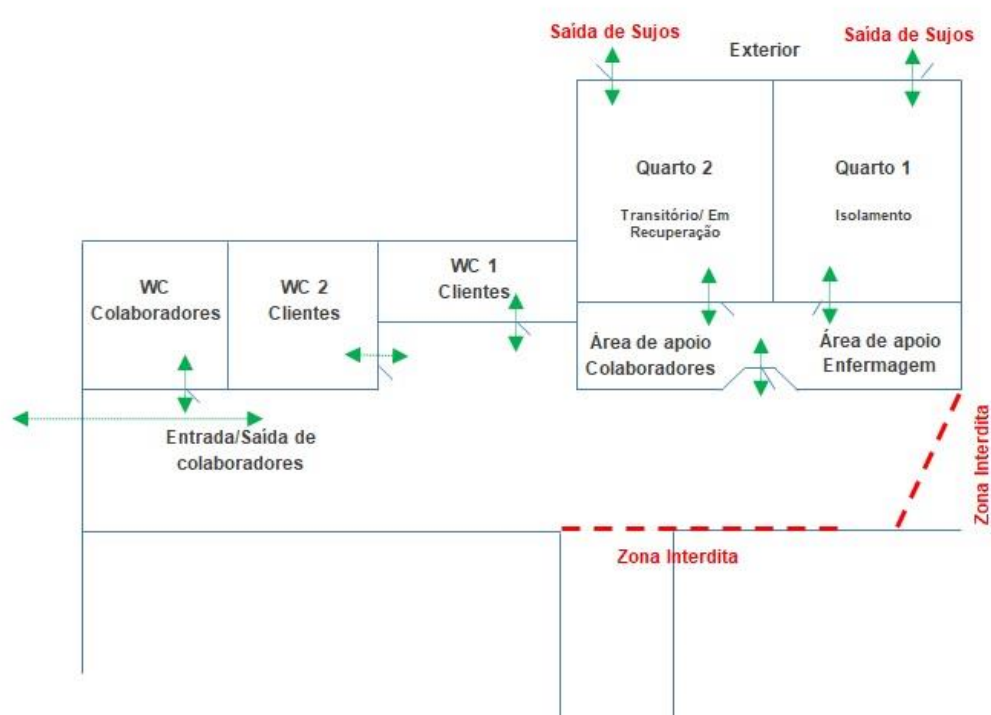 Saída de Sujos
Exterior
Saída de Sujos
Quarto 2
Transitório/ Em
Recuperação
Quarto 1
Isolamento
WC
Colaboradores
WC 2
Clientes
WC 1
Clientes
Área de apoio
Colaboradores
Área de apoio
Enfermagem
Entrada/Saída de
colaboradores
Zona Interdita
Zona Interdita